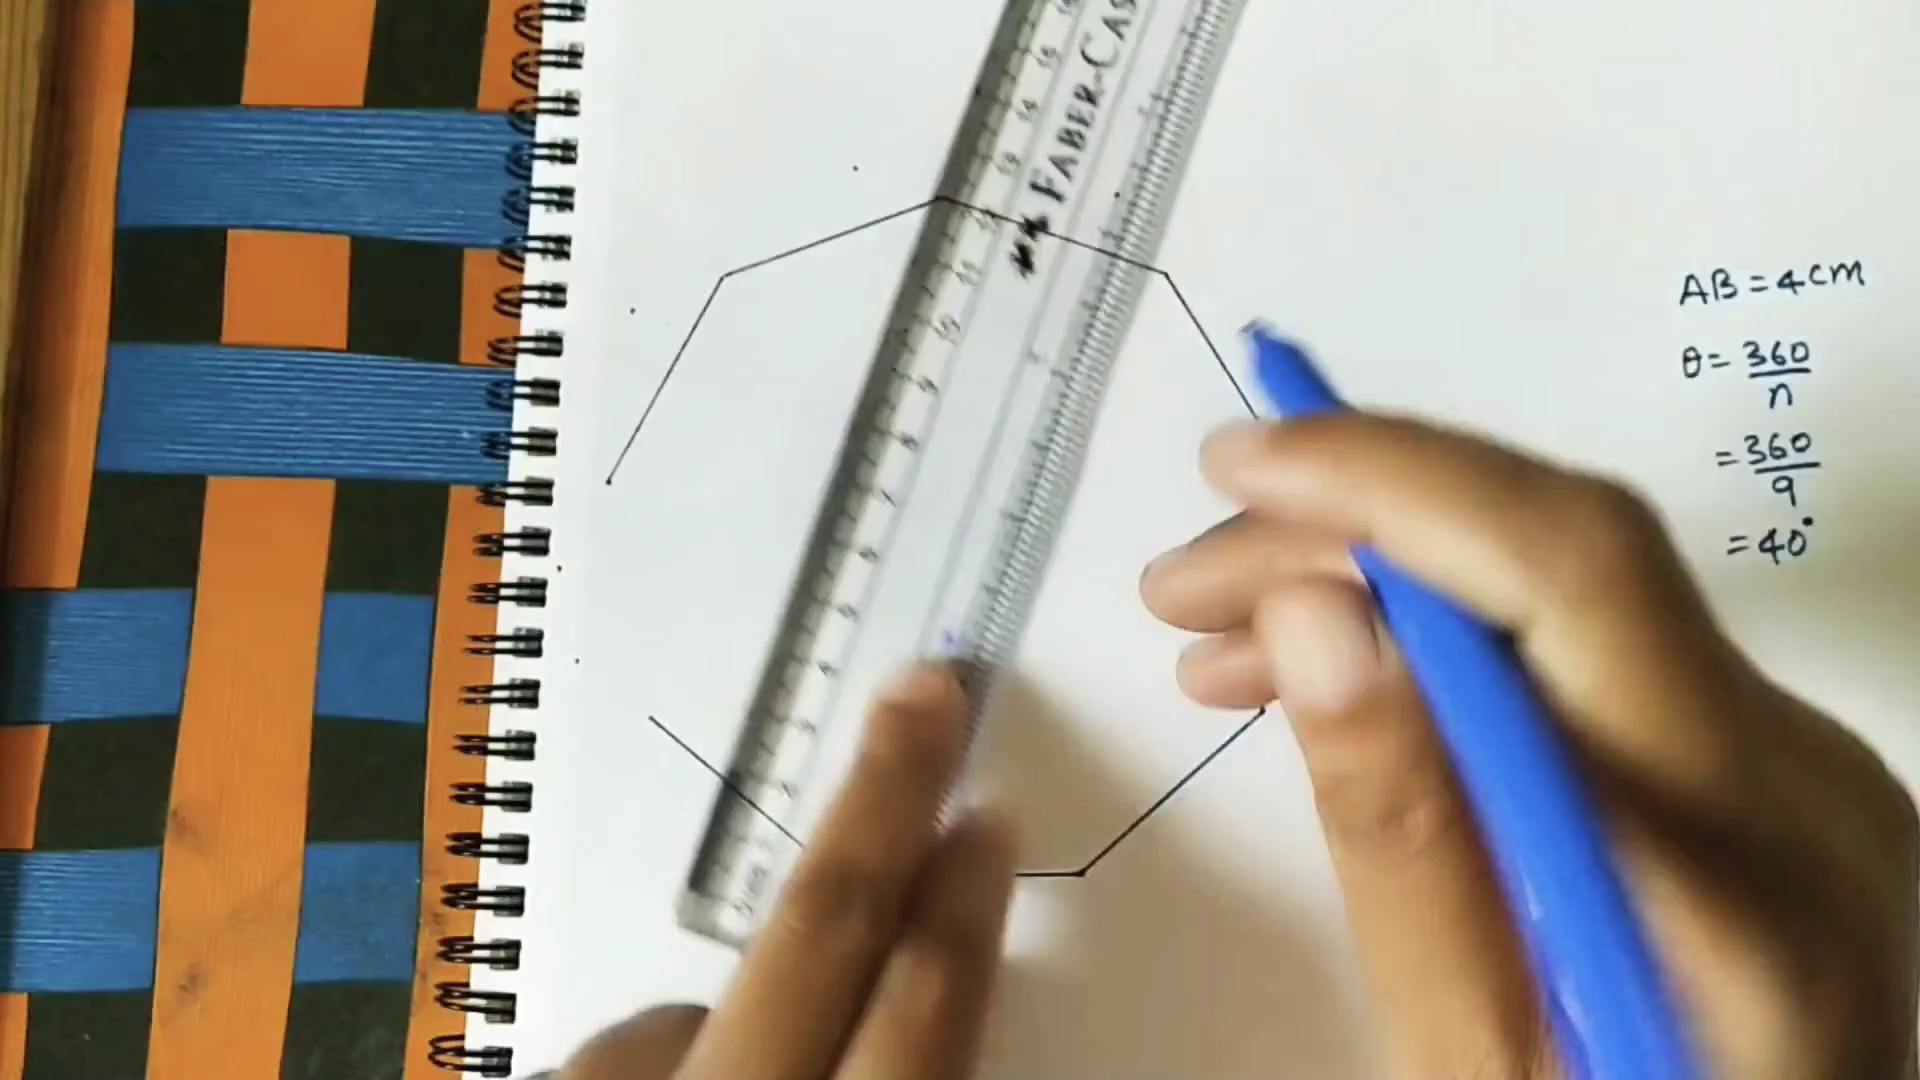 FABER-CAS
AB = 4cm
θ = 360/n
= 360/9
= 40°